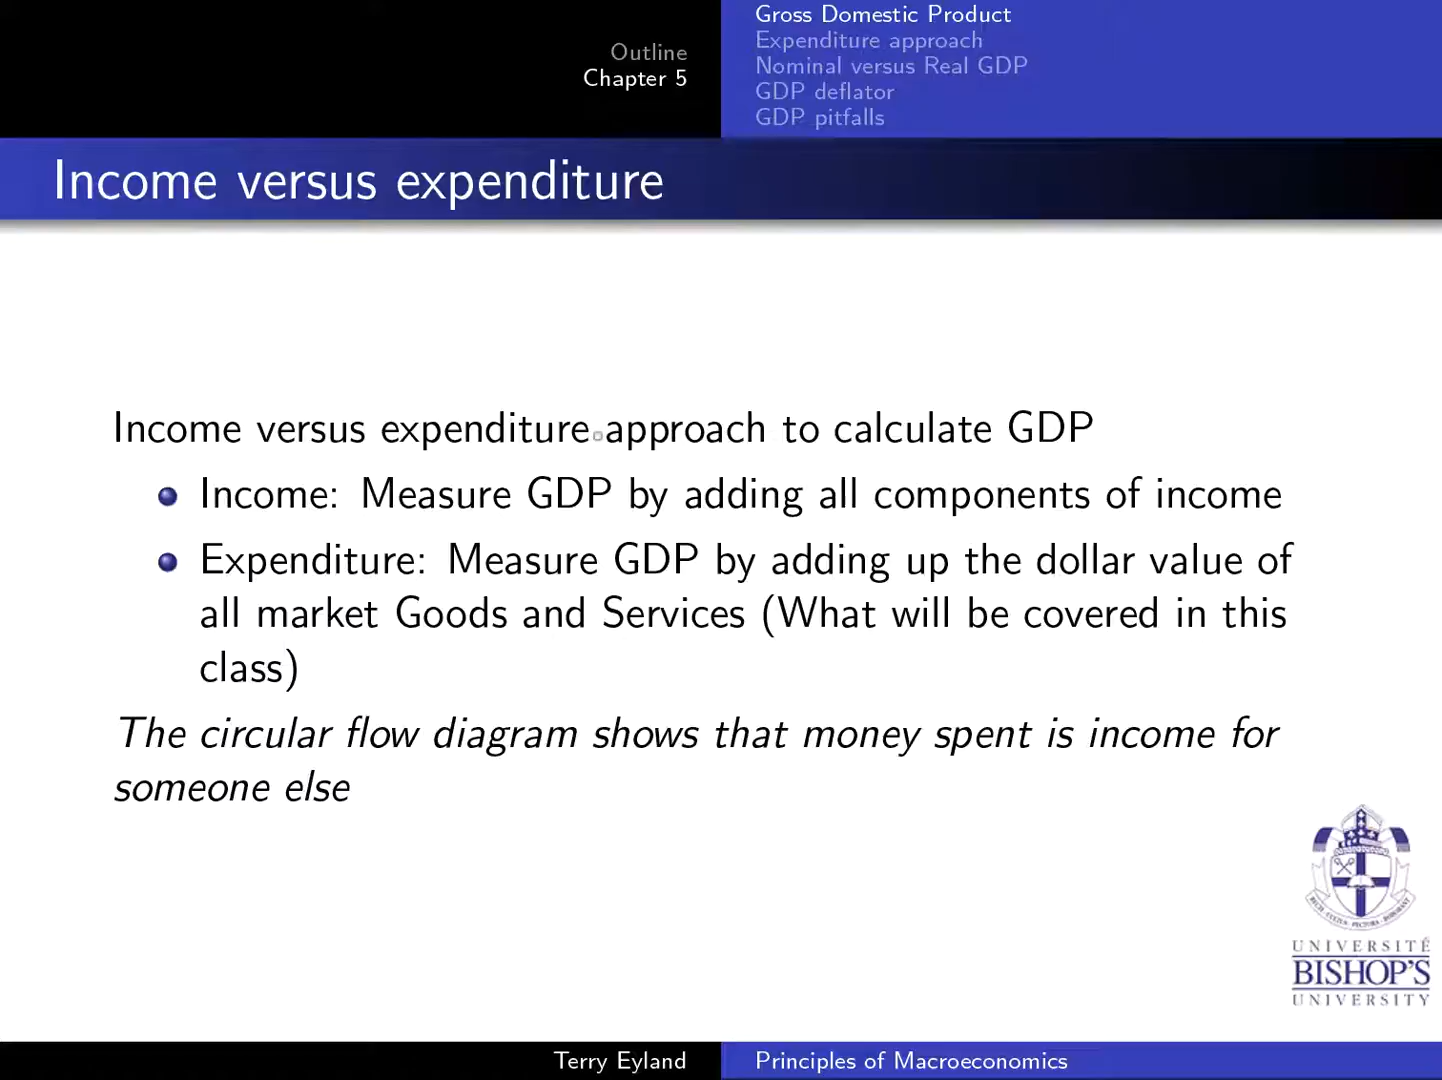 Outline
Chapter 5
Gross Domestic Product
Expenditure approach
Nominal versus Real GDP
GDP deflator
GDP pitfalls
Income versus expenditure
Income versus expenditure approach to calculate GDP
Income: Measure GDP by adding all components of income
Expenditure: Measure GDP by adding up the dollar value of
all market Goods and Services (What will be covered in this
class)
The circular flow diagram shows that money spent is income for
someone else
UNIVERSITÉ
BISHOP'S
UNIVERSITY
Terry Eyland
Principles of Macroeconomics